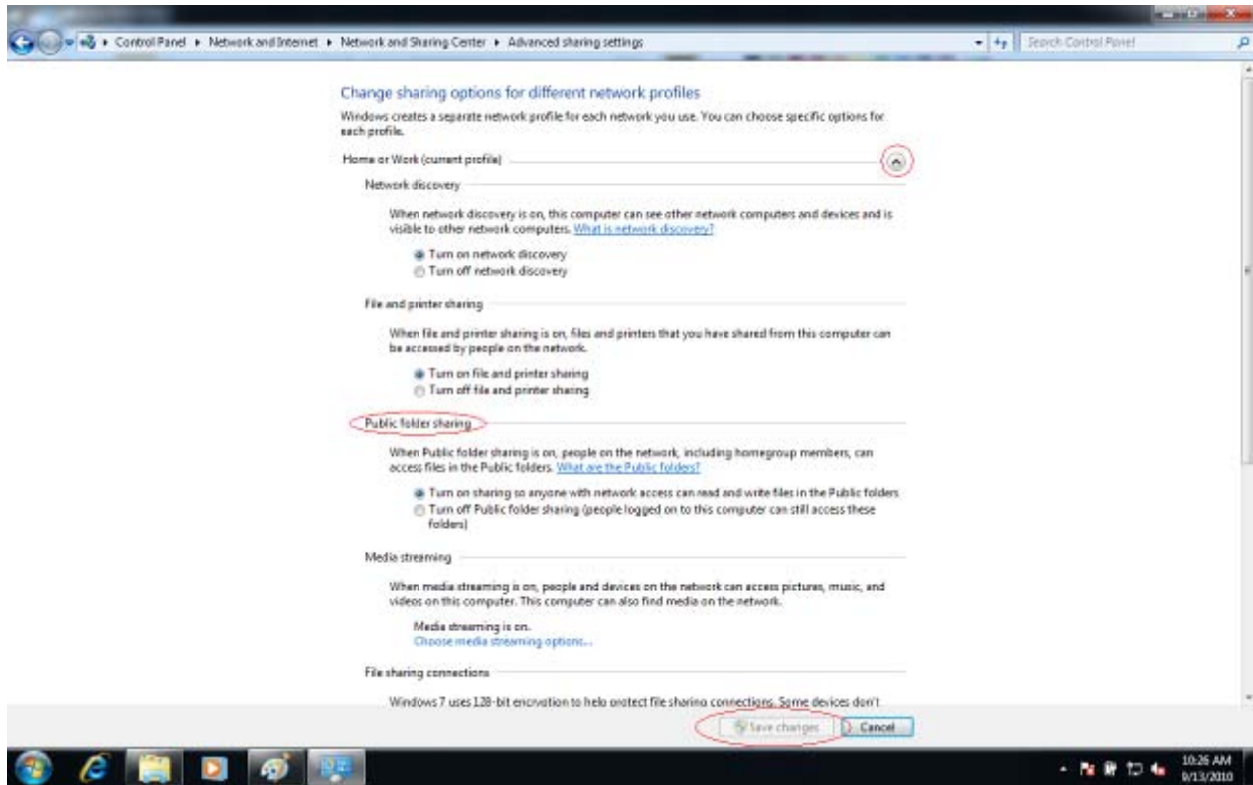 Control Panel ▸ Network and Internet ▸ Network and Sharing Center ▸ Advanced sharing settings
Search Control Panel
Change sharing options for different network profiles
Windows creates a separate network profile for each network you use. You can choose specific options for
each profile.
Home or Work (current profile)
Network discovery
When network discovery is on, this computer can see other network computers and devices and is
visible to other network computers. What is network discovery?
Turn on network discovery
Turn off network discovery
File and printer sharing
When file and printer sharing is on, files and printers that you have shared from this computer can
be accessed by people on the network.
Turn on file and printer sharing
Turn off file and printer sharing
Public folder sharing
When Public folder sharing is on, people on the network, including homegroup members, can
access files in the Public folders. What are the Public folders?
Turn on sharing so anyone with network access can read and write files in the Public folders
Turn off Public folder sharing (people logged on to this computer can still access these
folders)
Media streaming
When media streaming is on, people and devices on the network can access pictures, music, and
videos on this computer. This computer can also find media on the network.
Media streaming is on.
Choose media streaming options...
File sharing connections
Windows 7 uses 128-bit encryption to help protect file sharing connections. Some devices don't
Save changes
Cancel
10:26 AM
9/13/2010